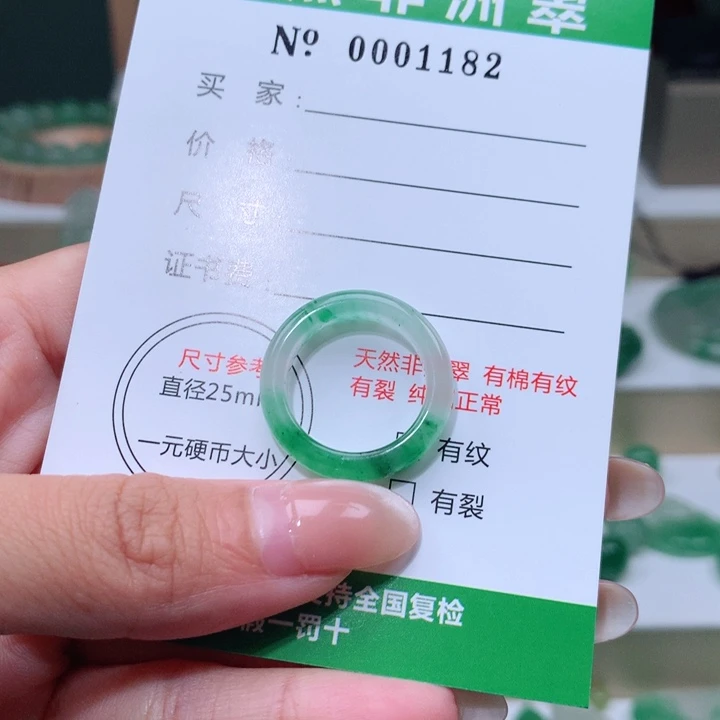 非洲翠
Nº 0001182
买 家：
价 格
尺 寸
证书
尺寸参考
直径25m
一元硬币大小
天然非 翠 有棉有纹
有裂 纯 正常
有纹
有裂
持全国复检
假一罚十